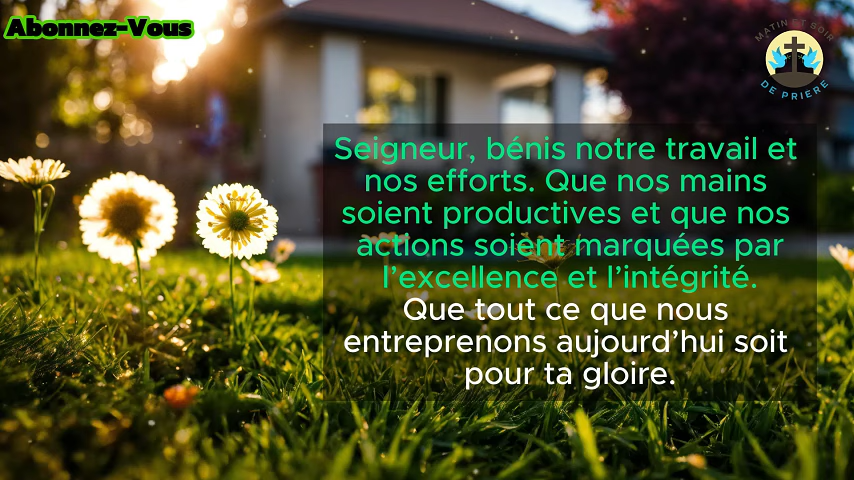 Abonnez-Vous
MATIN ET SOIR
DE PRIERE
Seigneur, bénis notre travail et
nos efforts. Que nos mains
soient productives et que nos
actions soient marquées par
l'excellence et l'intégrité.
Que tout ce que nous
entreprenons aujourd'hui soit
pour ta gloire.